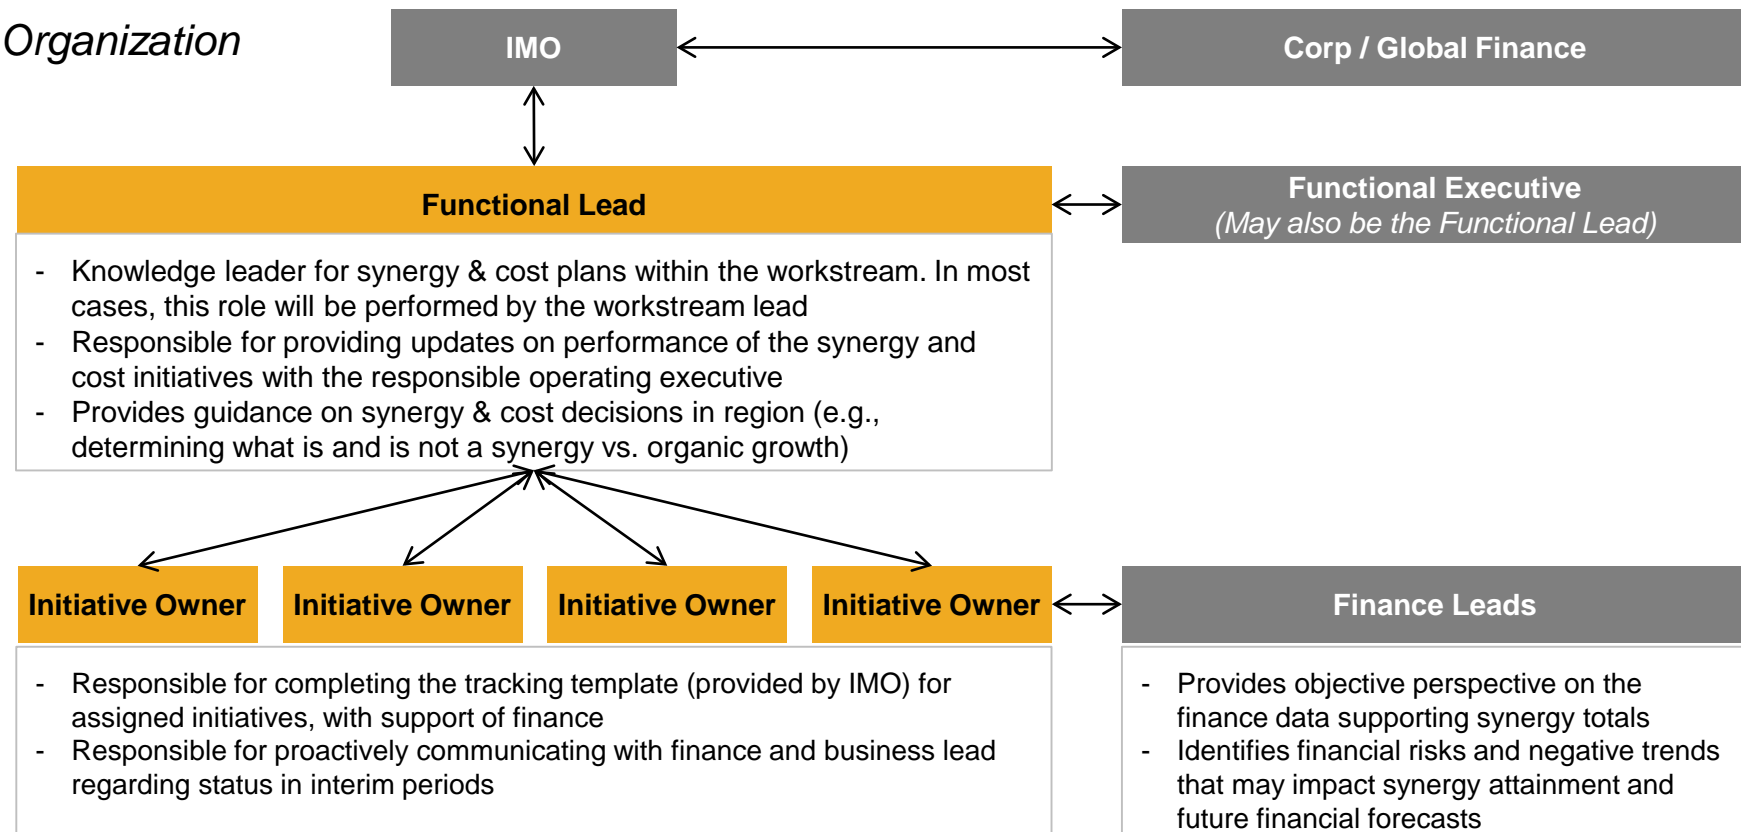 Organization
IMO
Corp / Global Finance
Functional Lead
Functional Executive
(May also be the Functional Lead)
- Knowledge leader for synergy & cost plans within the workstream. In most
cases, this role will be performed by the workstream lead
- Responsible for providing updates on performance of the synergy and
cost initiatives with the responsible operating executive
- Provides guidance on synergy & cost decisions in region (e.g.,
determining what is and is not a synergy vs. organic growth)
Initiative Owner
Initiative Owner
Initiative Owner
Initiative Owner
Finance Leads
- Responsible for completing the tracking template (provided by IMO) for
assigned initiatives, with support of finance
- Responsible for proactively communicating with finance and business lead
regarding status in interim periods
- Provides objective perspective on the
finance data supporting synergy totals
- Identifies financial risks and negative trends
that may impact synergy attainment and
future financial forecasts